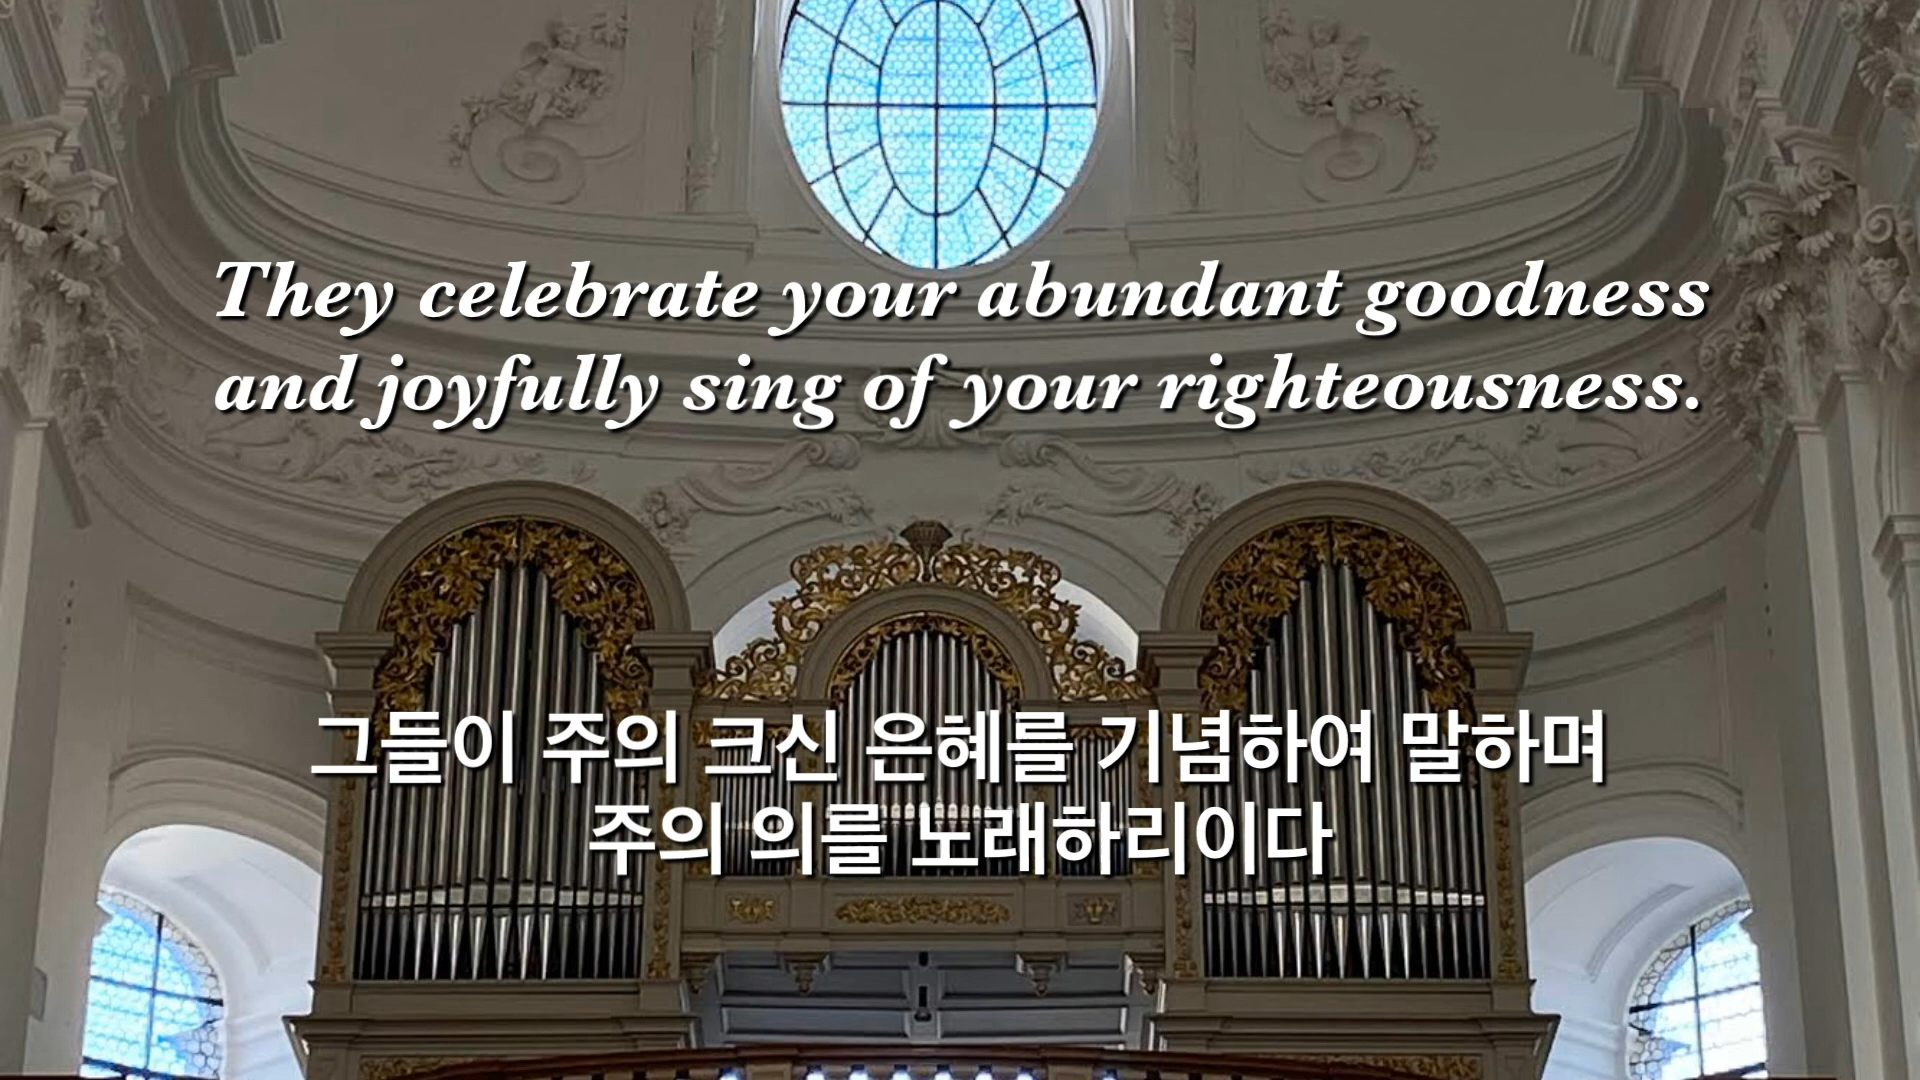 They celebrate your abundant goodness
and joyfully sing of your righteousness.
그들이 주의 크신 은혜를 기념하여 말하며
주의 의를 노래하리이다